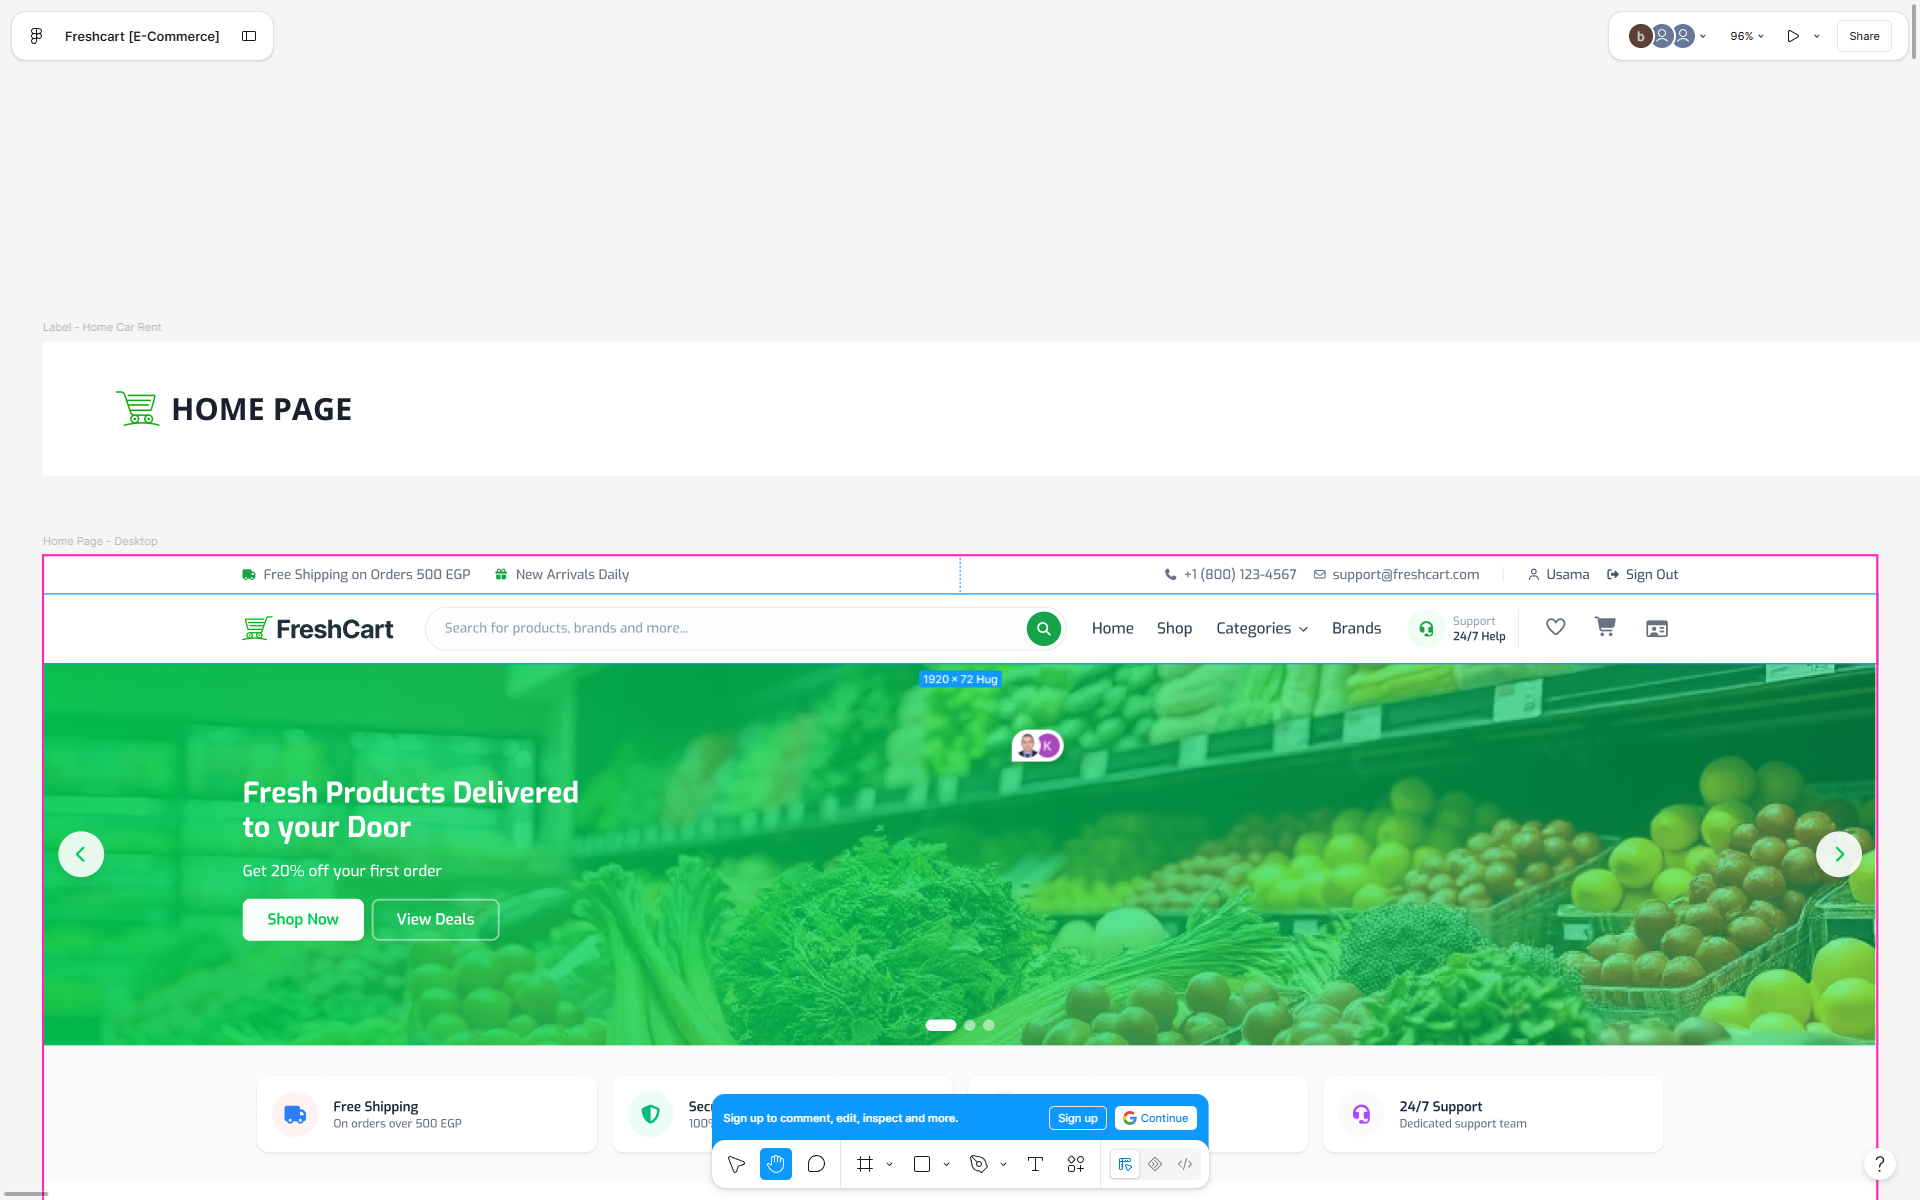 Freshcart [E-Commerce]
b
96%
Share
Label - Home Car Rent
HOME PAGE
Home Page - Desktop
Free Shipping on Orders 500 EGP
New Arrivals Daily
+1 (800) 123-4567
support@freshcart.com
Usama
Sign Out
FreshCart
Search for products, brands and more...
Home
Shop
Categories
Brands
Support
24/7 Help
1920 × 72 Hug
K
Fresh Products Delivered
to your Door
Get 20% off your first order
Shop Now
View Deals
Free Shipping
On orders over 500 EGP
24/7 Support
Dedicated support team
Sign up to comment, edit, inspect and more.
Sign up
Continue
?